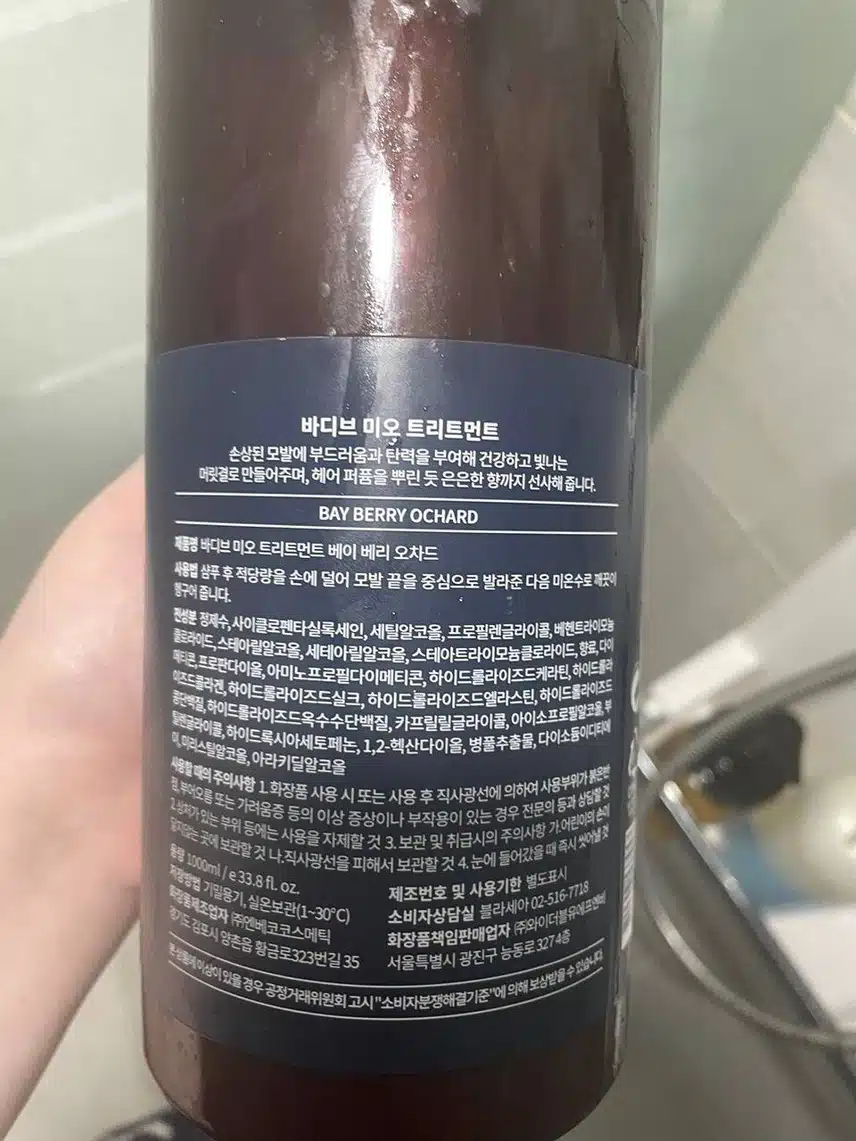 바디브 미오 트리트먼트
손상된 모발에 부드러움과 탄력을 부여해 건강하고 빛나는
머릿결로 만들어주며, 헤어 퍼퓸을 뿌린 듯 은은한 향까지 선사해 줍니다.
BAY BERRY OCHARD
제품명 바디브 미오 트리트먼트 베이 베리 오차드
사용법 샴푸 후 적당량을 손에 덜어 모발 끝을 중심으로 발라준 다음 미온수로 깨끗이
헹구어 줍니다.
전성분 정제수, 사이클로펜타실록세인, 세틸알코올, 프로필렌글라이콜, 베헨트라이모늄
클로라이드, 스테아릴알코올, 세테아릴알코올, 스테아트라이모늄클로라이드, 향료, 다이
메티콘, 프로판다이올, 아미노프로필다이메티콘, 하이드롤라이즈드케라틴, 하이드롤라
이즈드콜라겐, 하이드롤라이즈드실크, 하이드롤라이즈드엘라스틴, 하이드롤라이즈드
콩단백질, 하이드롤라이즈드옥수수단백질, 카프릴릴글라이콜, 아이소프로필알코올, 부
틸렌글라이콜, 하이드록시아세토페논, 1,2-헥산다이올, 병풀추출물, 다이소듐이디티에
이, 미리스틸알코올, 아라키딜알코올
사용할 때의 주의사항 1. 화장품 사용 시 또는 사용 후 직사광선에 의하여 사용부위가 붉은반
점, 부어오름 또는 가려움증 등의 이상 증상이나 부작용이 있는 경우 전문의 등과 상담할 것
2. 상처가 있는 부위 등에는 사용을 자제할 것 3. 보관 및 취급시의 주의사항 가.어린이의 손이
닿지않는 곳에 보관할 것 나.직사광선을 피해서 보관할 것 4. 눈에 들어갔을 때 즉시 씻어낼 것
용량 1000ml / e 33.8 fl. oz.
저장방법 기밀용기, 실온보관(1~30℃)
화장품제조업자 ㈜엔베코코스메틱
경기도 김포시 양촌읍 황금로323번길 35
제조번호 및 사용기한 별도표시
소비자상담실 블라세아 02-516-7718
화장품책임판매업자 ㈜와이더블유에프엔비
서울특별시 광진구 능동로 327 4층
본 상품에 이상이 있을 경우 공정거래위원회 고시 "소비자분쟁해결기준"에 의해 보상받을 수 있습니다.